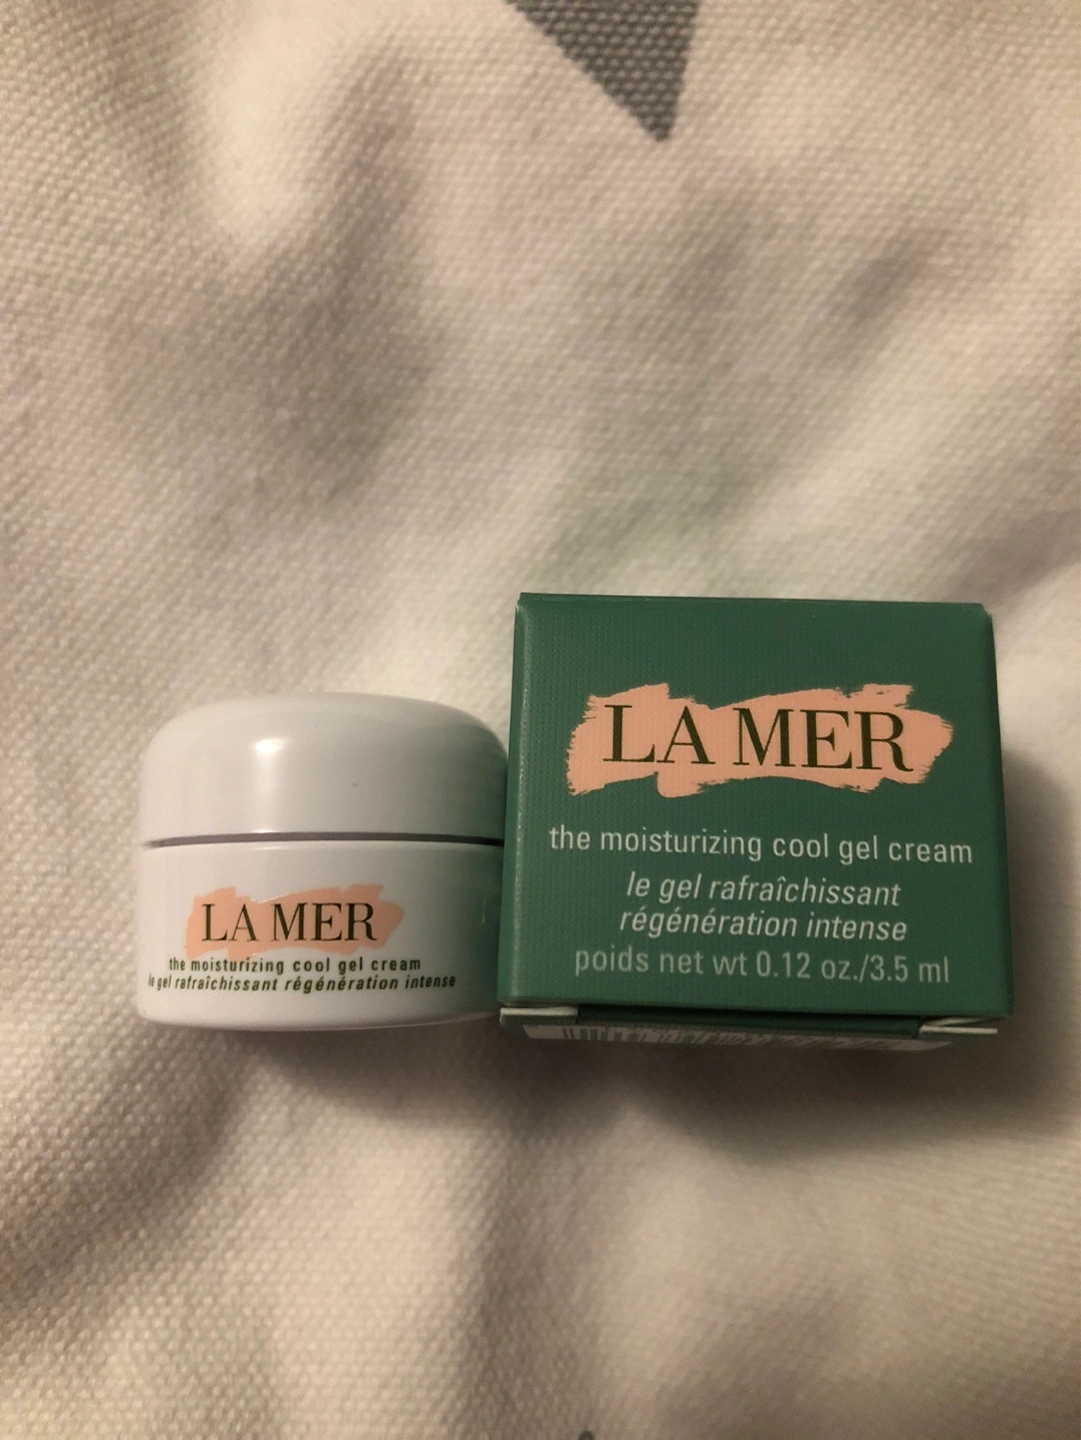 LA MER
the moisturizing cool gel cream
le gel rafraîchissant régénération intense
LA MER
the moisturizing cool gel cream
le gel rafraîchissant
régénération intense
poids net wt 0.12 oz./3.5 ml